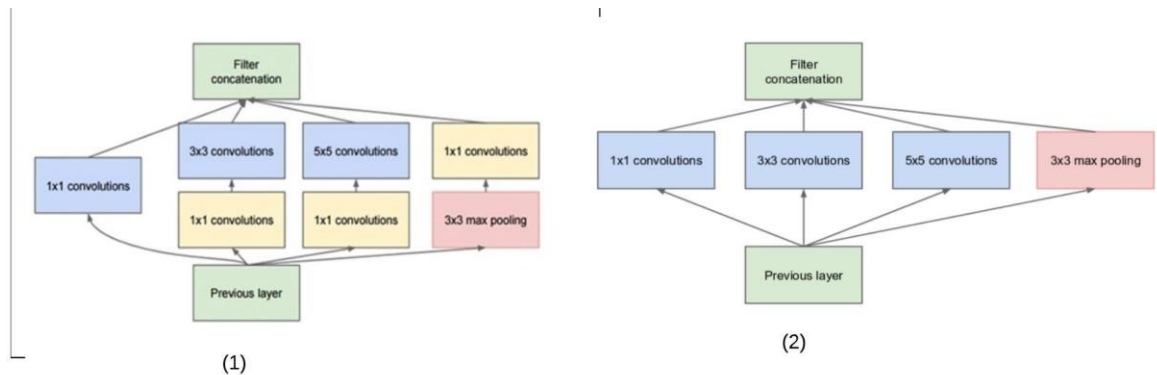 Filter
concatenation
3x3 convolutions
5x5 convolutions
1x1 convolutions
1x1 convolutions
1x1 convolutions
1x1 convolutions
3x3 max pooling
Previous layer
(1)
Filter
concatenation
1x1 convolutions
3x3 convolutions
5x5 convolutions
3x3 max pooling
Previous layer
(2)